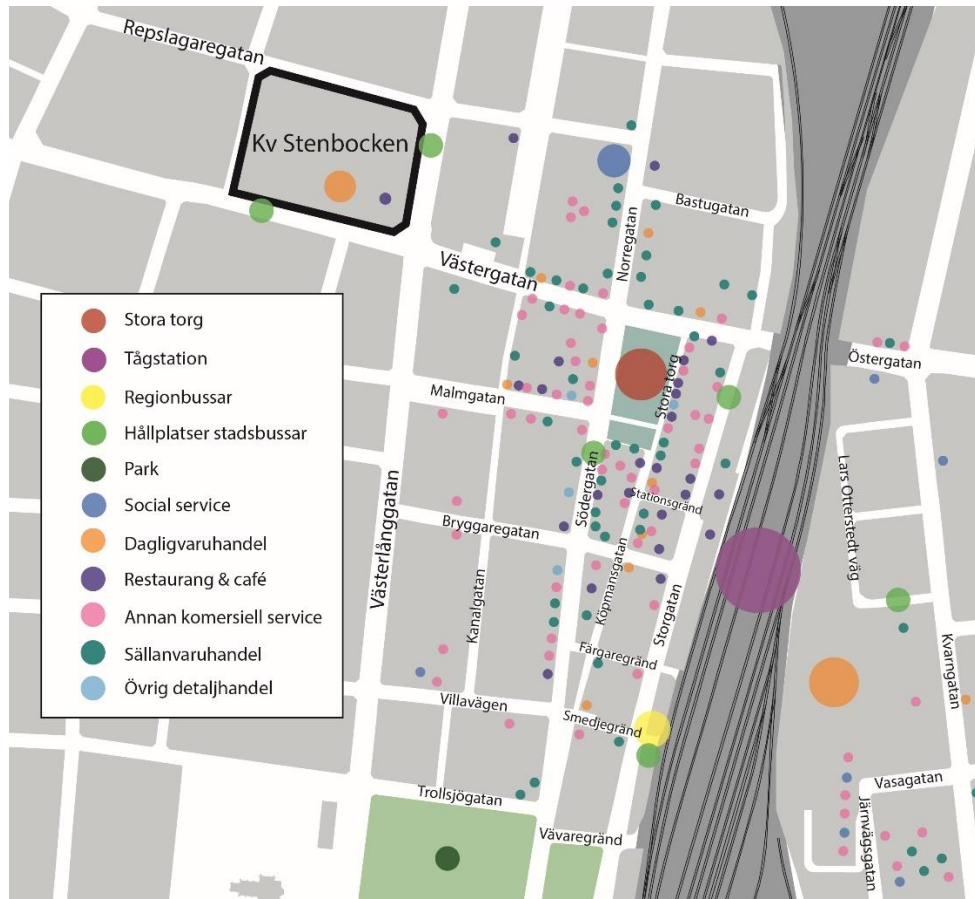 Repslagaregatan
Kv Stenbocken
Bastugatan
Norregatan
Västergatan
Stora torg
Tågstation
Regionbussar
Hållplatser stadsbussar
Park
Social service
Dagligvaruhandel
Restaurang & café
Annan komersiell service
Sällanvaruhandel
Övrig detaljhandel
Östergatan
Stora torg
Malmgatan
Västerlånggatan
Södergatan
Stationsgränd
Lars Otterstedt väg
Bryggaregatan
Kanalgatan
Köpmansgatan
Storgatan
Färgaregränd
Kvarngatan
Villavägen
Smedjegränd
Trollsjögatan
Vävaregränd
Vasagatan
Järnvägsgatan